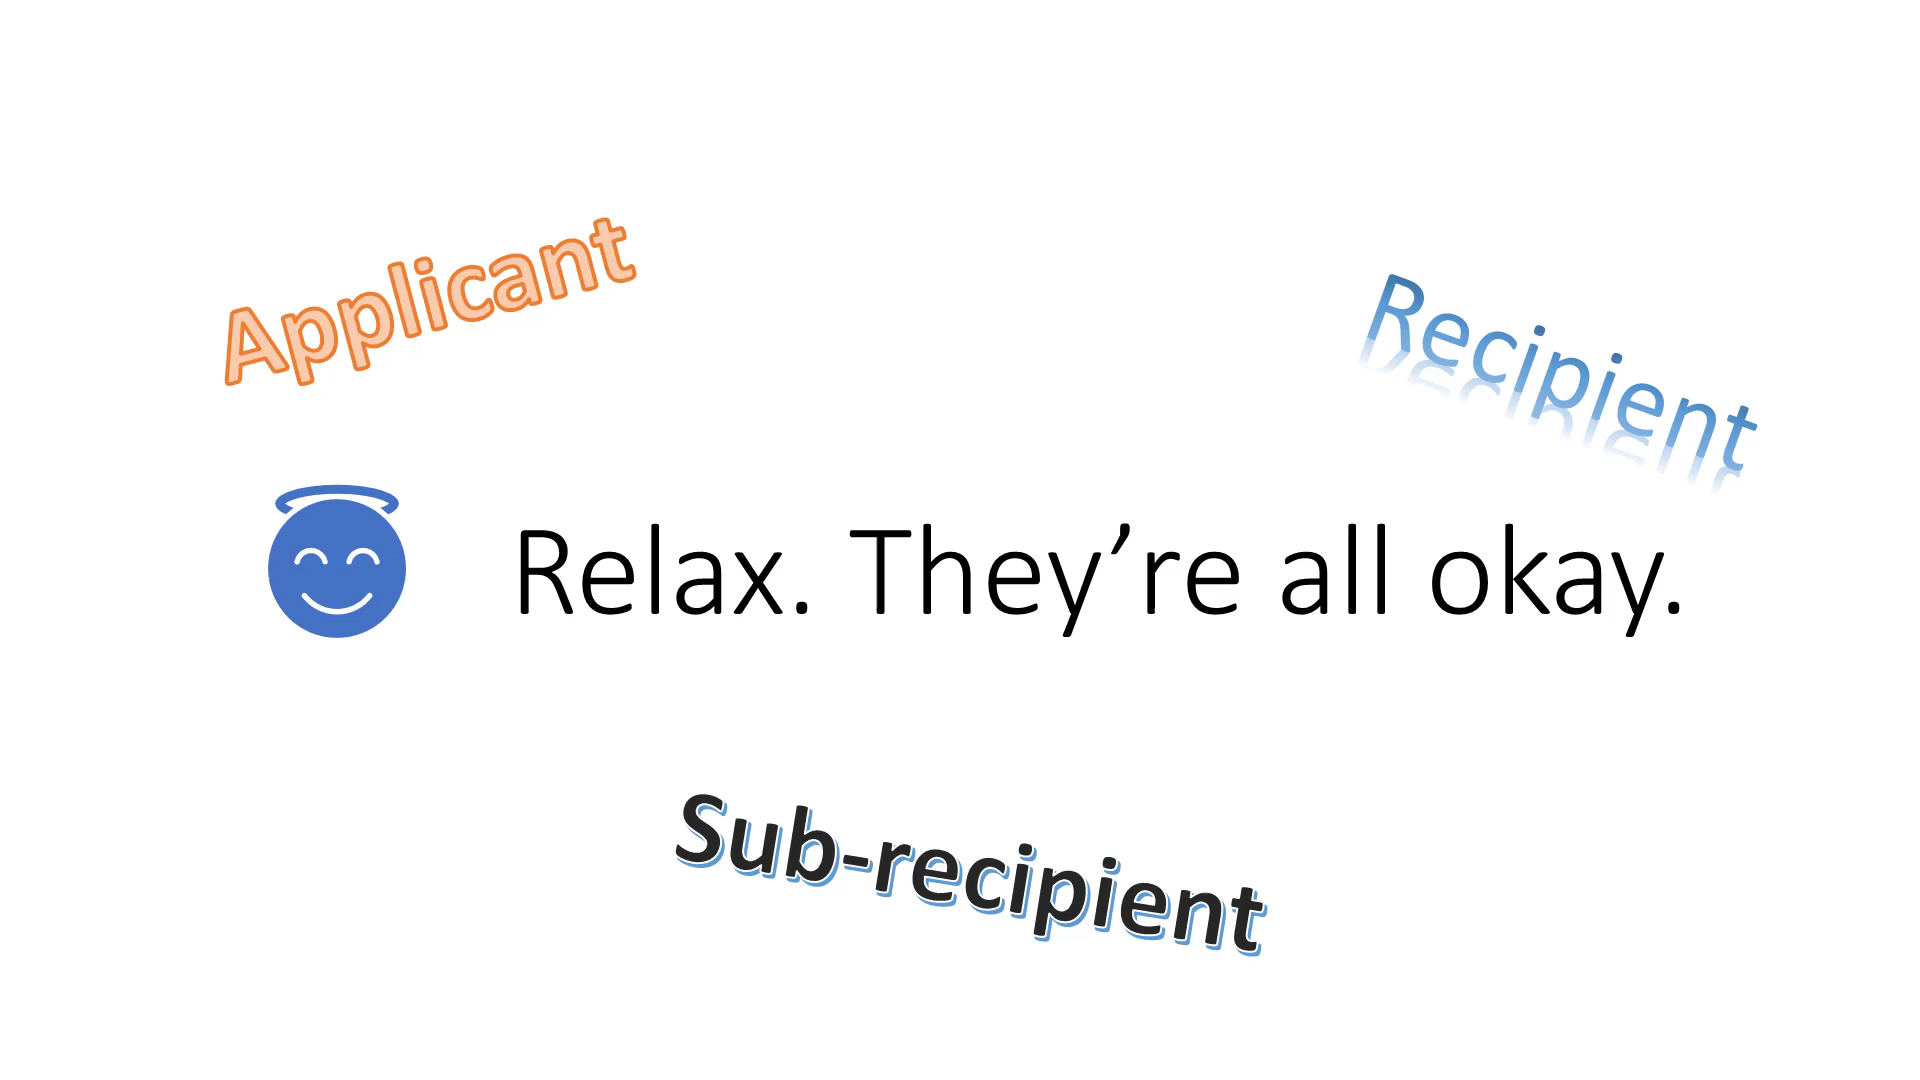 Applicant
Recipient
Relax. They’re all okay.
Sub-recipient